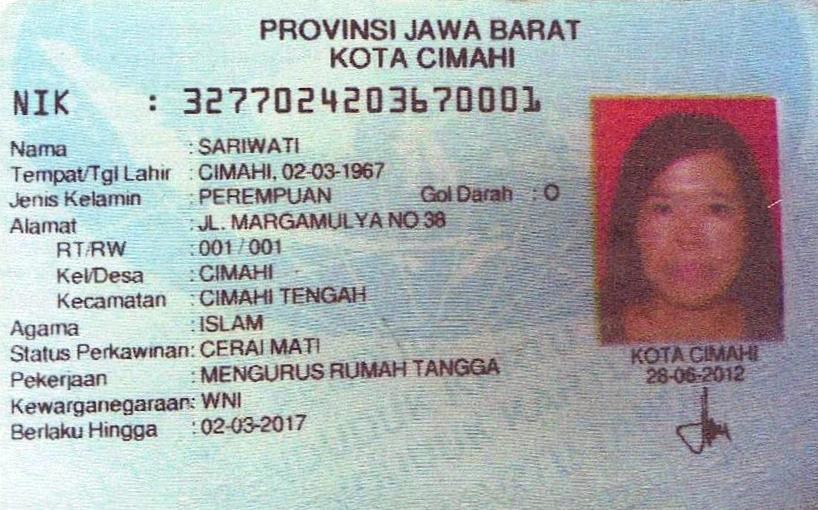 PROVINSI JAWA BARAT
KOTA CIMAHI
NIK : 3277024203670001
Nama : SARIWATI
Tempat/Tgl Lahir : CIMAHI, 02-03-1967
Jenis Kelamin : PEREMPUAN Gol Darah : O
Alamat : JL. MARGAMULYA NO 38
RT/RW : 001 / 001
Kel/Desa : CIMAHI
Kecamatan : CIMAHI TENGAH
Agama : ISLAM
Status Perkawinan: CERAI MATI
Pekerjaan : MENGURUS RUMAH TANGGA
Kewarganegaraan: WNI
Berlaku Hingga : 02-03-2017
KOTA CIMAHI
28-06-2012